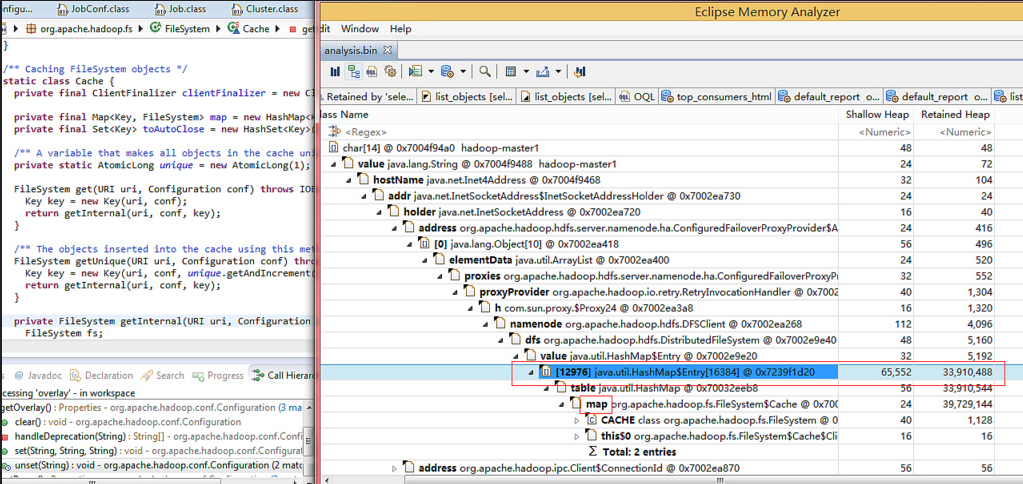 onfigu...
JobConf.class
Job.class
Cluster.class
org.apache.hadoop.fs
FileSystem
Cache
}
/** Caching FileSystem objects */
static class Cache {
private final ClientFinalizer clientFinalizer = new Cl
private final Map<Key, FileSystem> map = new HashMap<K
private final Set<Key> toAutoClose = new HashSet<Key>(
/** A variable that makes all objects in the cache uni
private static AtomicLong unique = new AtomicLong(1);
FileSystem get(URI uri, Configuration conf) throws IOE
Key key = new Key(uri, conf);
return getInternal(uri, conf, key);
}
/** The objects inserted into the cache using this met
FileSystem getUnique(URI uri, Configuration conf) thro
Key key = new Key(uri, conf, unique.getAndIncrement(
return getInternal(uri, conf, key);
}
private FileSystem getInternal(URI uri, Configuration
FileSystem fs;
@ Javadoc
Declaration
Search
Progress
Call Hierarc
ccessing 'overlay' - in workspace
getOverlay() : Properties - org.apache.hadoop.conf.Configuration (3 ma
clear() : void - org.apache.hadoop.conf.Configuration
handleDeprecation(String) : String[] - org.apache.hadoop.conf.Config
set(String, String, String) : void - org.apache.hadoop.conf.Configurati
unset(String) : void - org.apache.hadoop.conf.Configuration (2 matc
Eclipse Memory Analyzer
dit Window Help
analysis.bin
. Retained by 'sele...
list_objects [sel...
list_objects [sel...
OQL
top_consumers_html
default_report o...
default_report o...
list
lass Name Shallow Heap Retained Heap
<Regex> <Numeric> <Numeric>
char[14] @ 0x7004f94a0 hadoop-master1 48 48
value java.lang.String @ 0x7004f9488 hadoop-master1 24 72
hostName java.net.Inet4Address @ 0x7004f9468 32 104
addr java.net.InetSocketAddress$InetSocketAddressHolder @ 0x7002ea730 24 24
holder java.net.InetSocketAddress @ 0x7002ea720 16 40
address org.apache.hadoop.hdfs.server.namenode.ha.ConfiguredFailoverProxyProvider$A 24 416
[0] java.lang.Object[10] @ 0x7002ea418 56 496
elementData java.util.ArrayList @ 0x7002ea400 24 520
proxies org.apache.hadoop.hdfs.server.namenode.ha.ConfiguredFailoverProxyPr 32 552
proxyProvider org.apache.hadoop.io.retry.RetryInvocationHandler @ 0x7002 40 1,304
h com.sun.proxy.$Proxy24 @ 0x7002ea3a8 16 1,320
namenode org.apache.hadoop.hdfs.DFSClient @ 0x7002ea268 112 4,096
dfs org.apache.hadoop.hdfs.DistributedFileSystem @ 0x7002e9e40 48 5,160
value java.util.HashMap$Entry @ 0x7002e9e20 32 5,192
[12976] java.util.HashMap$Entry[16384] @ 0x7239f1d20 65,552 33,910,488
table java.util.HashMap @ 0x70032eeb8 56 33,910,544
map org.apache.hadoop.fs.FileSystem$Cache @ 0x700 24 39,729,144
CACHE class org.apache.hadoop.fs.FileSystem @ 0x70 40 1,128
this$0 org.apache.hadoop.fs.FileSystem$Cache$Cli 16 16
Σ Total: 2 entries
address org.apache.hadoop.ipc.Client$ConnectionId @ 0x7002ea870 56 56